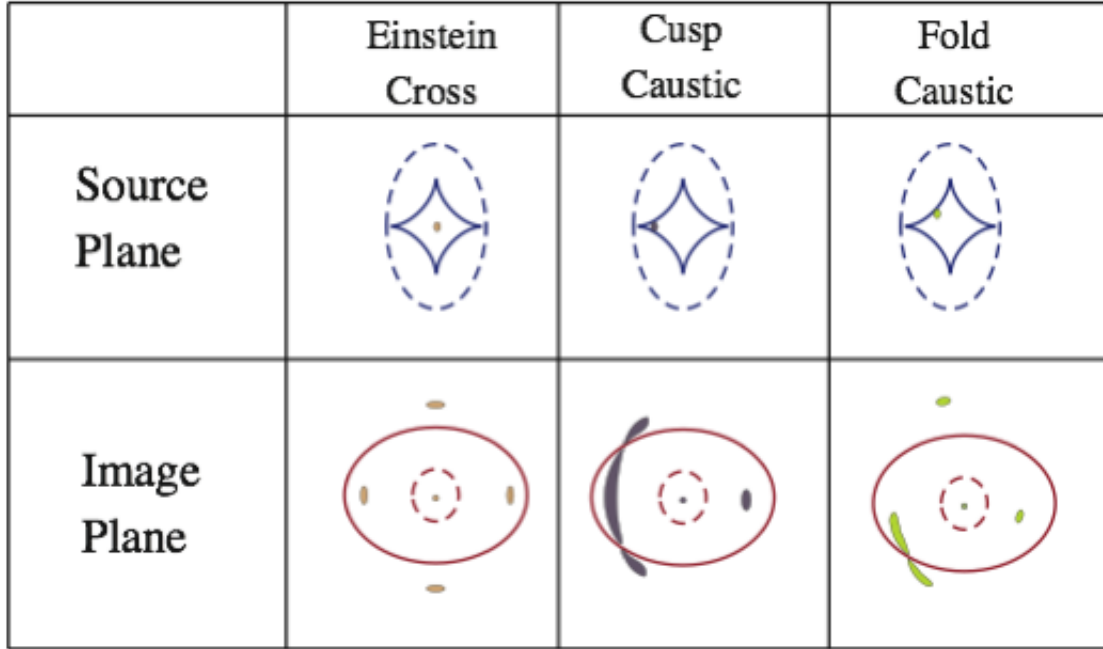 Einstein
Cross
Cusp
Caustic
Fold
Caustic
Source
Plane
Image
Plane